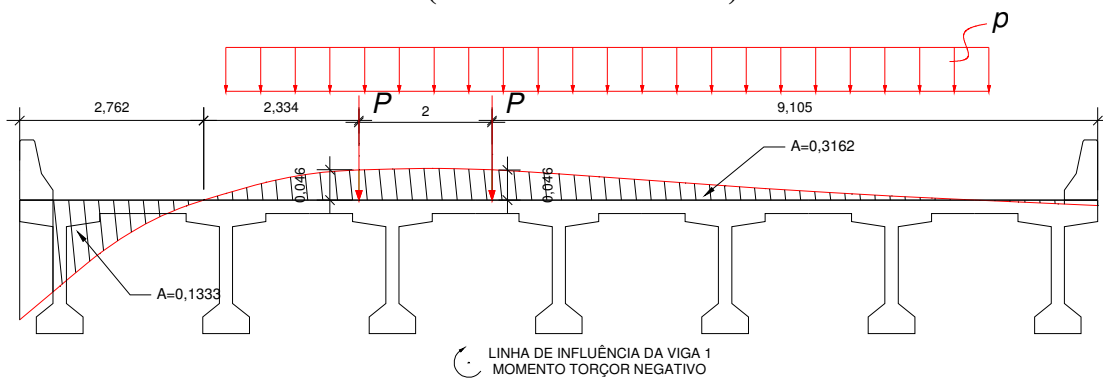 p
2,762
2,334
P
2
P
9,105
A=0,3162
0,046
0,046
A=0,1333
LINHA DE INFLUÊNCIA DA VIGA 1
MOMENTO TORÇOR NEGATIVO